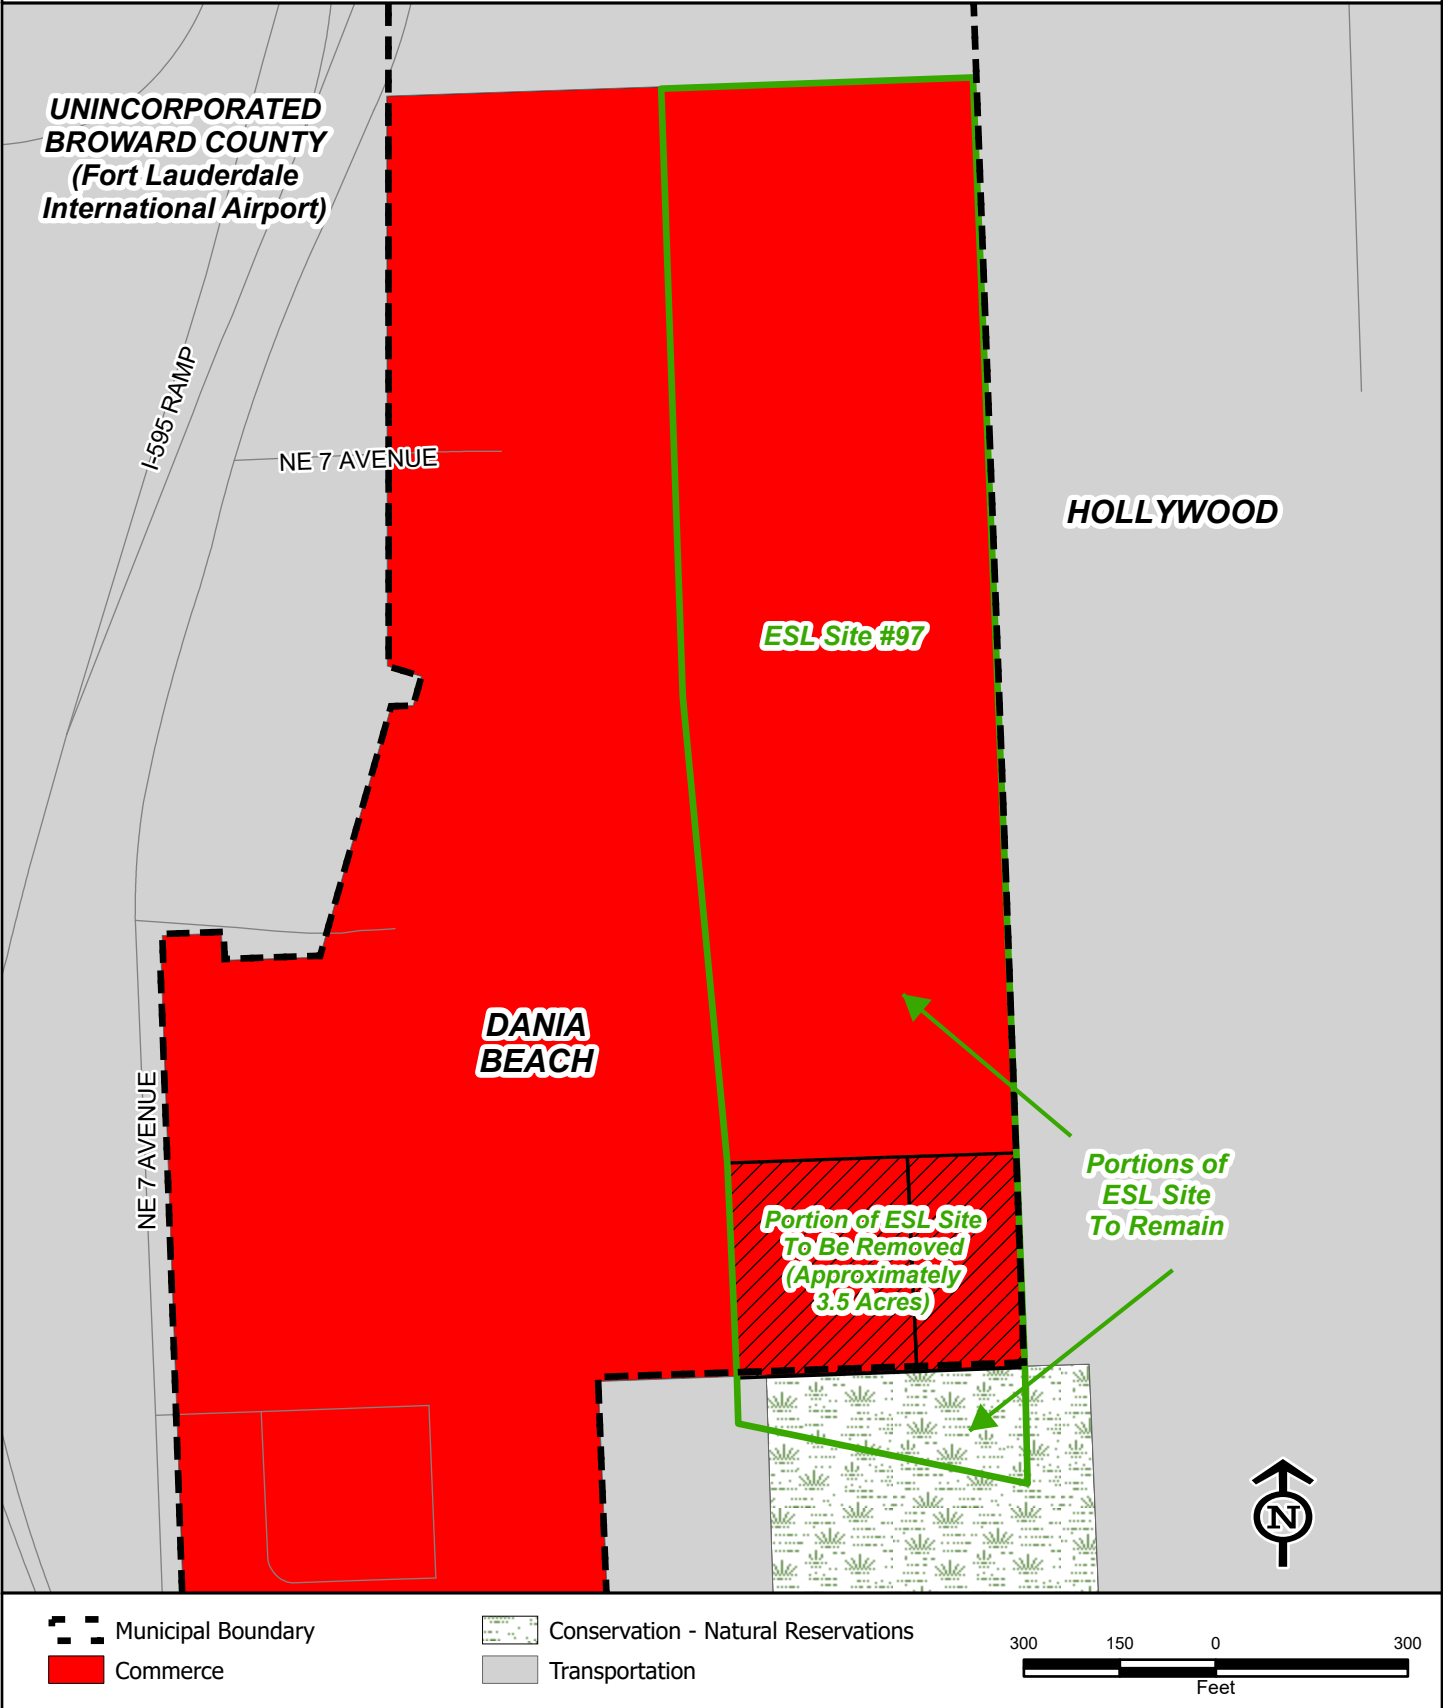 UNINCORPORATED
BROWARD COUNTY
(Fort Lauderdale
International Airport)
I-595 RAMP
NE 7 AVENUE
HOLLYWOOD
ESL Site #97
DANIA
BEACH
NE 7 AVENUE
Portions of
ESL Site
To Remain
Portion of ESL Site
To Be Removed
(Approximately
3.5 Acres)
N
Municipal Boundary
Commerce
Conservation - Natural Reservations
Transportation
300 150 0 300
Feet